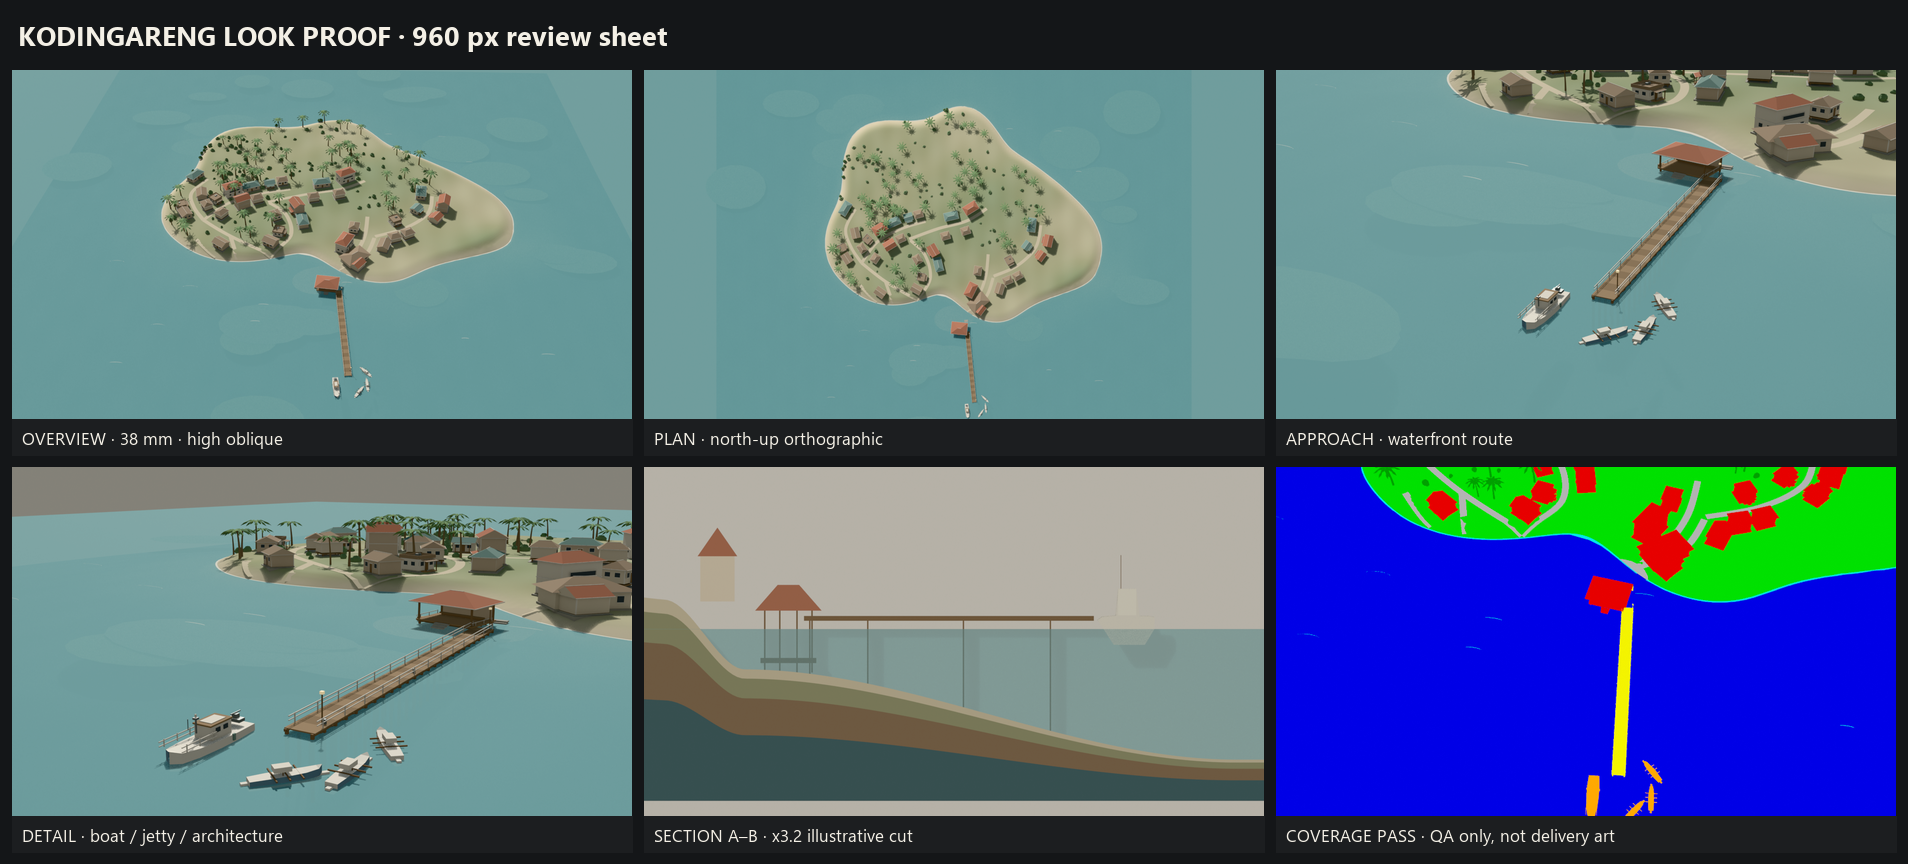 KODINGARENG LOOK PROOF · 960 px review sheet
OVERVIEW · 38 mm · high oblique
PLAN · north-up orthographic
APPROACH · waterfront route
DETAIL · boat / jetty / architecture
SECTION A–B · x3.2 illustrative cut
COVERAGE PASS · QA only, not delivery art